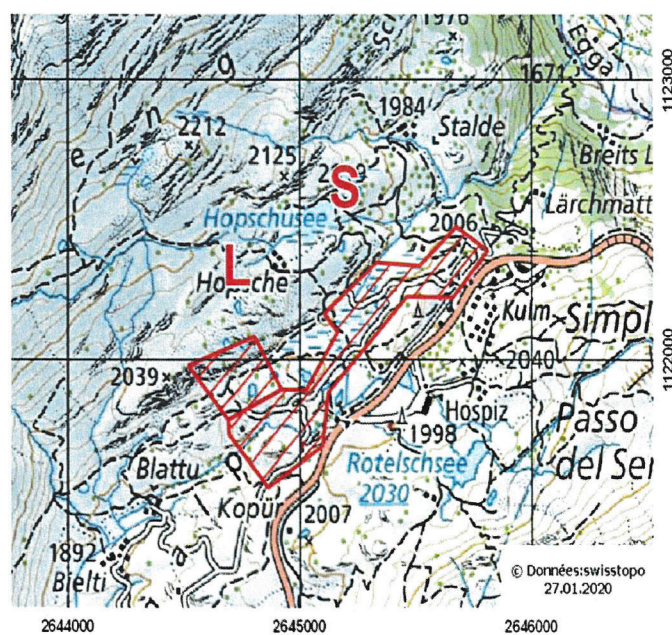 1976
Egga
1123000
1671
1984
2212
Stalde
Breits L
2125
S
n
g
e
Hopschusee
2006
Lärchmatt
L
Kulm
Simpl
2039
2040
1122000
Hospiz
Passo
del Ser
1998
Blattu
Rotelschsee
2030
Kopür
2007
1892
Bielti
© Données:swisstopo
27.01.2020
2644000
2645000
2646000